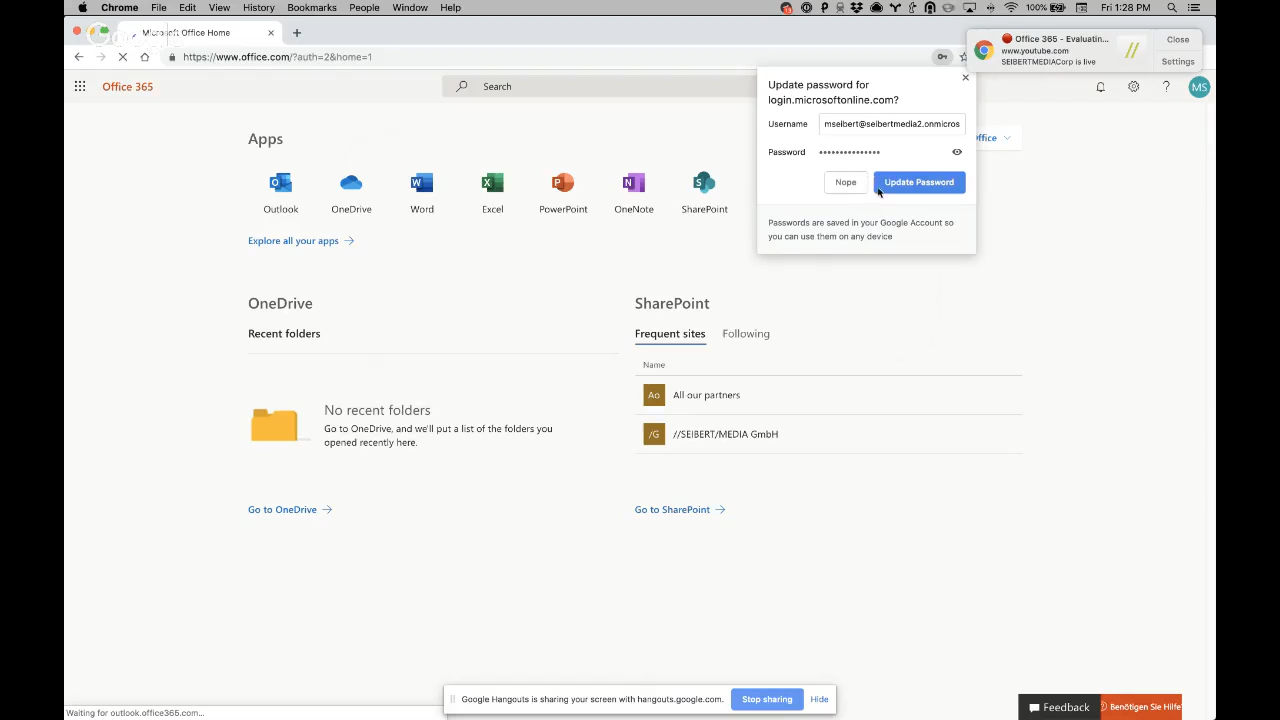 Chrome File Edit View History Bookmarks People Window Help
100% Fri 1:28 PM
Microsoft Office Home
https://www.office.com/?auth=2&home=1
Office 365 - Evaluatin...
www.youtube.com
SEIBERTMEDIACorp is live
Close
Settings
Office 365
Search
MS
Update password for
login.microsoftonline.com?
Username mseibert@seibertmedia2.onmicros
Password •••••••••••••••
Nope Update Password
Passwords are saved in your Google Account so
you can use them on any device
Apps
Outlook OneDrive Word Excel PowerPoint OneNote SharePoint
Explore all your apps
OneDrive
Recent folders
No recent folders
Go to OneDrive, and we'll put a list of the folders you
opened recently here.
Go to OneDrive
SharePoint
Frequent sites Following
Name
Ao All our partners
/G //SEIBERT/MEDIA GmbH
Go to SharePoint
Google Hangouts is sharing your screen with hangouts.google.com. Stop sharing Hide
Feedback Benötigen Sie Hilfe
Waiting for outlook.office365.com...